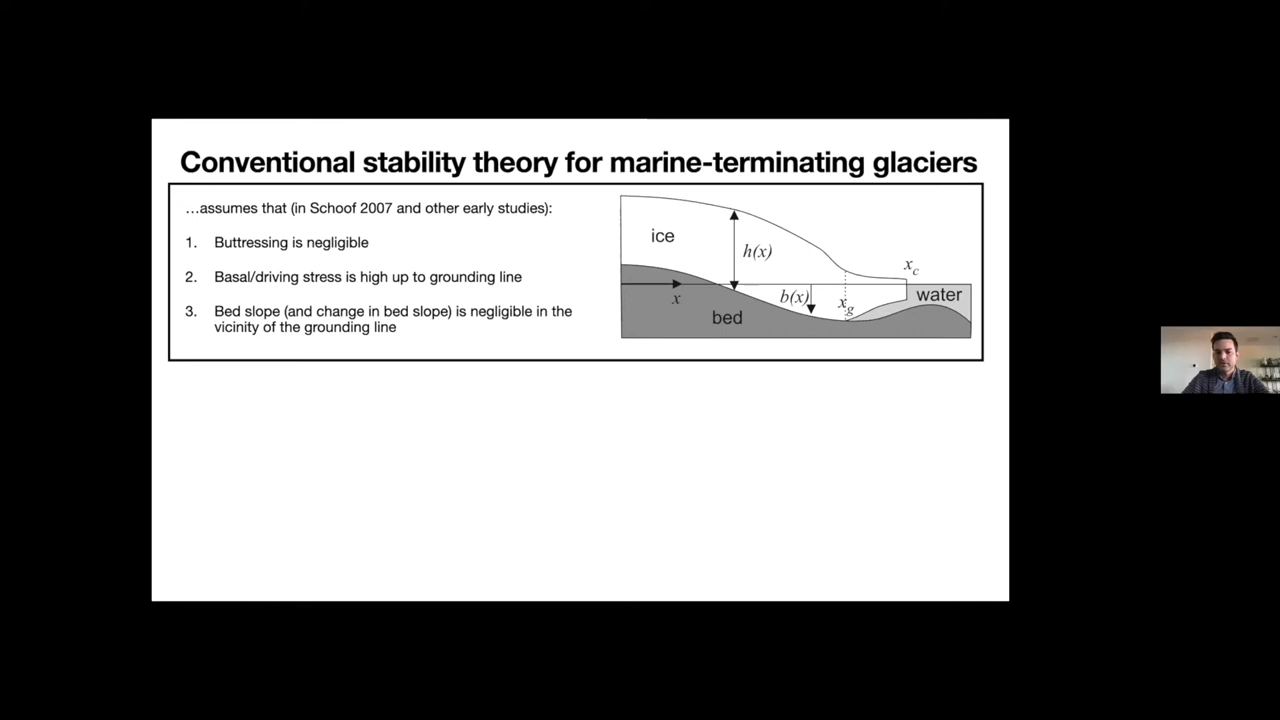 Conventional stability theory for marine-terminating glaciers
…assumes that (in Schoof 2007 and other early studies):
1. Buttressing is negligible
2. Basal/driving stress is high up to grounding line
3. Bed slope (and change in bed slope) is negligible in the
vicinity of the grounding line
ice
h(x)
x_c
x
b(x)
x_g
water
bed